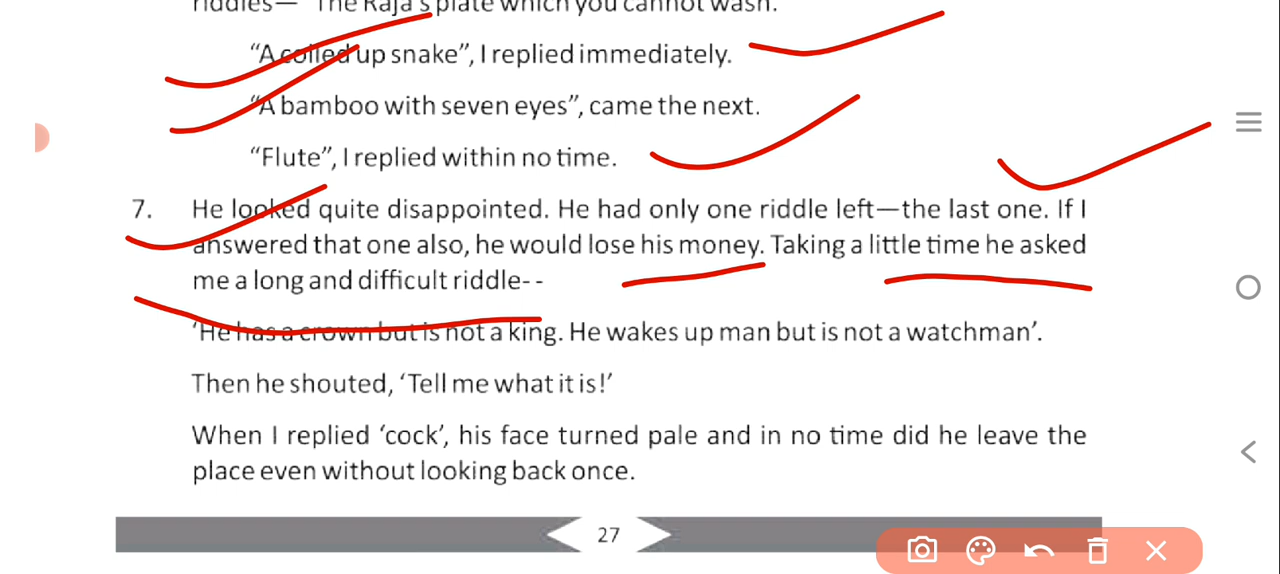 riddles— "The Raja's plate which you cannot wash.
"A coiled up snake", I replied immediately.
"A bamboo with seven eyes", came the next.
"Flute", I replied within no time.
7. He looked quite disappointed. He had only one riddle left—the last one. If I
answered that one also, he would lose his money. Taking a little time he asked
me a long and difficult riddle- -
'He has a crown but is not a king. He wakes up man but is not a watchman'.
Then he shouted, 'Tell me what it is!'
When I replied 'cock', his face turned pale and in no time did he leave the
place even without looking back once.
27